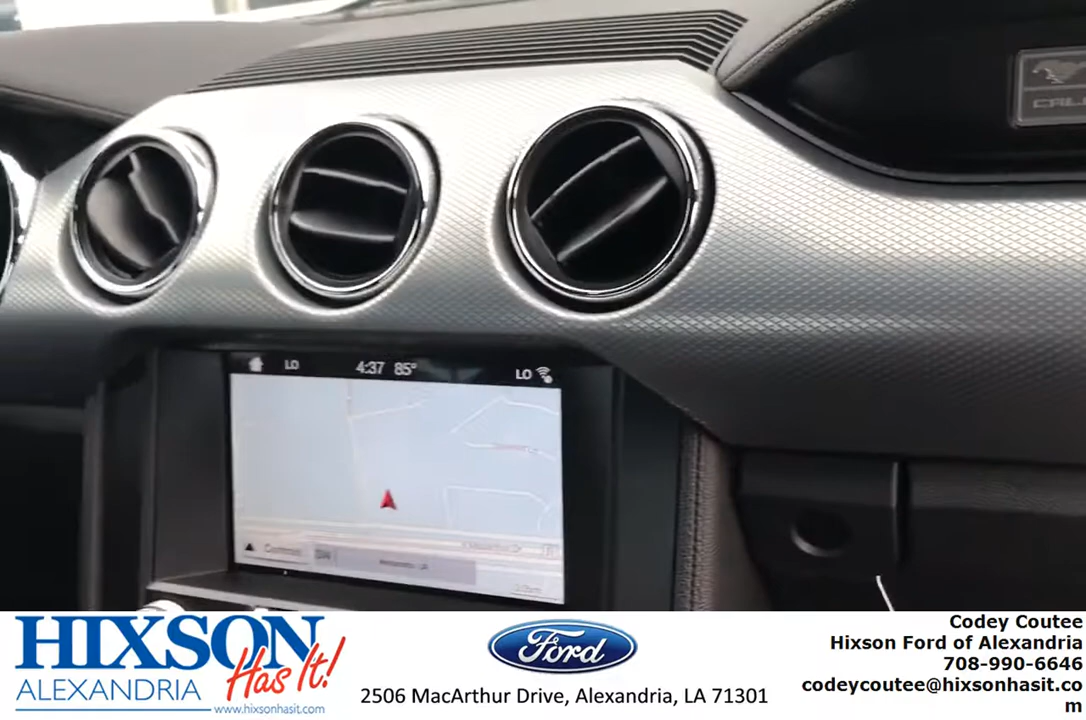 CALI
LO 4:37 85° LO
HIXSON
Has It!
ALEXANDRIA
www.hixsonhasit.com
Ford
2506 MacArthur Drive, Alexandria, LA 71301
Codey Coutee
Hixson Ford of Alexandria
708-990-6646
codeycoutee@hixsonhasit.co
m